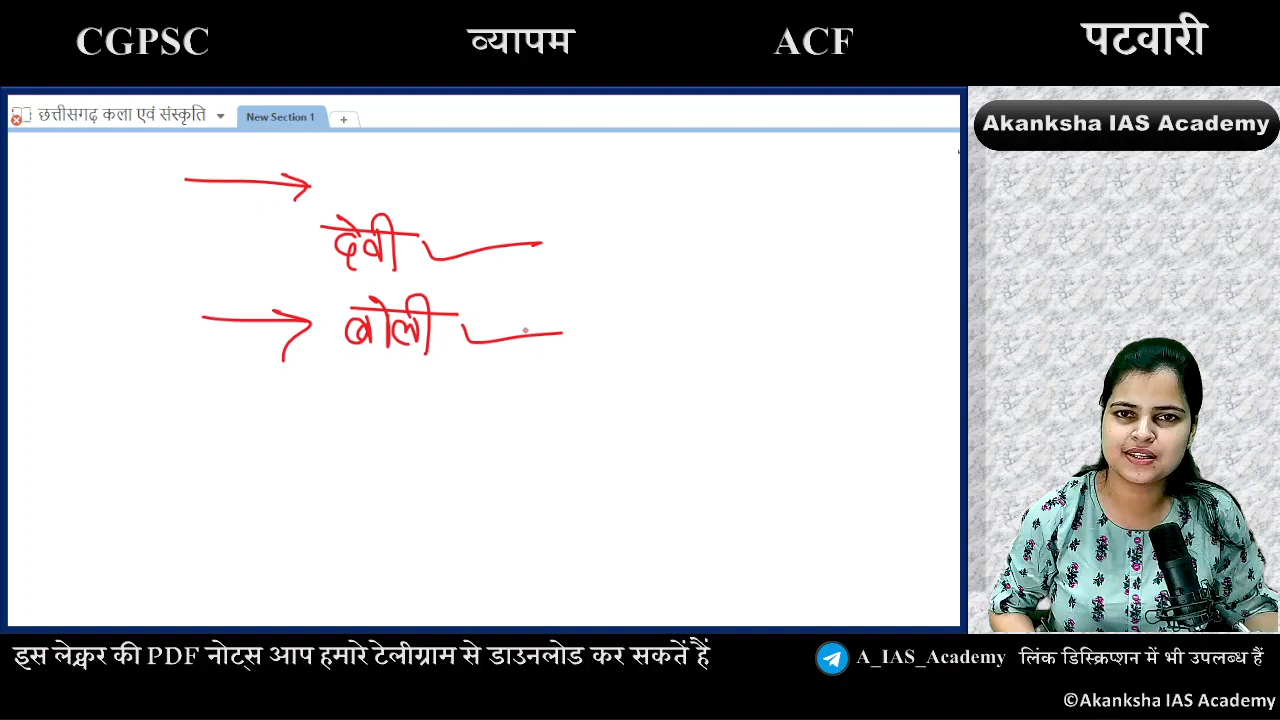 CGPSC व्यापम ACF पटवारी
छत्तीसगढ़ कला एवं संस्कृति New Section 1 +
Akanksha IAS Academy
देवी
बोली
इस लेक्चर की PDF नोट्स आप हमारे टेलीग्राम से डाउनलोड कर सकतें हैं A_IAS_Academy लिंक डिस्क्रिप्शन में भी उपलब्ध हैं
©Akanksha IAS Academy